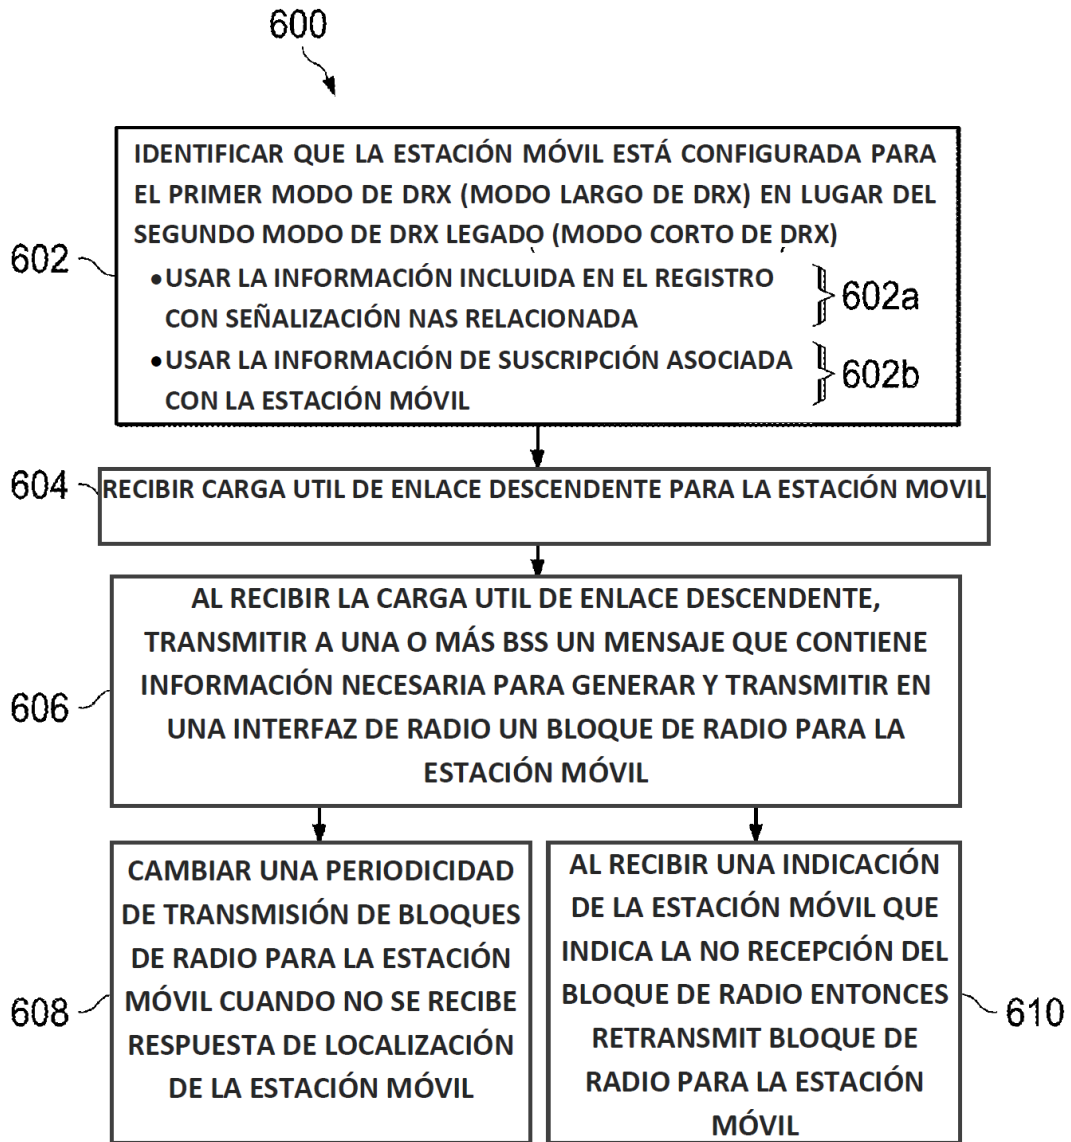 600
IDENTIFICAR QUE LA ESTACIÓN MÓVIL ESTÁ CONFIGURADA PARA
EL PRIMER MODO DE DRX (MODO LARGO DE DRX) EN LUGAR DEL
SEGUNDO MODO DE DRX LEGADO (MODO CORTO DE DRX)
602
•USAR LA INFORMACIÓN INCLUIDA EN EL REGISTRO
CON SEÑALIZACIÓN NAS RELACIONADA
602a
•USAR LA INFORMACIÓN DE SUSCRIPCIÓN ASOCIADA
CON LA ESTACIÓN MÓVIL
602b
604
RECIBIR CARGA UTIL DE ENLACE DESCENDENTE PARA LA ESTACIÓN MOVIL
AL RECIBIR LA CARGA UTIL DE ENLACE DESCENDENTE,
TRANSMITIR A UNA O MÁS BSS UN MENSAJE QUE CONTIENE
INFORMACIÓN NECESARIA PARA GENERAR Y TRANSMITIR EN
UNA INTERFAZ DE RADIO UN BLOQUE DE RADIO PARA LA
ESTACIÓN MÓVIL
606
CAMBIAR UNA PERIODICIDAD
DE TRANSMISIÓN DE BLOQUES
DE RADIO PARA LA ESTACIÓN
MÓVIL CUANDO NO SE RECIBE
RESPUESTA DE LOCALIZACIÓN
DE LA ESTACIÓN MÓVIL
608
AL RECIBIR UNA INDICACIÓN
DE LA ESTACIÓN MÓVIL QUE
INDICA LA NO RECEPCIÓN DEL
BLOQUE DE RADIO ENTONCES
RETRANSMIT BLOQUE DE
RADIO PARA LA ESTACIÓN
MÓVIL
610